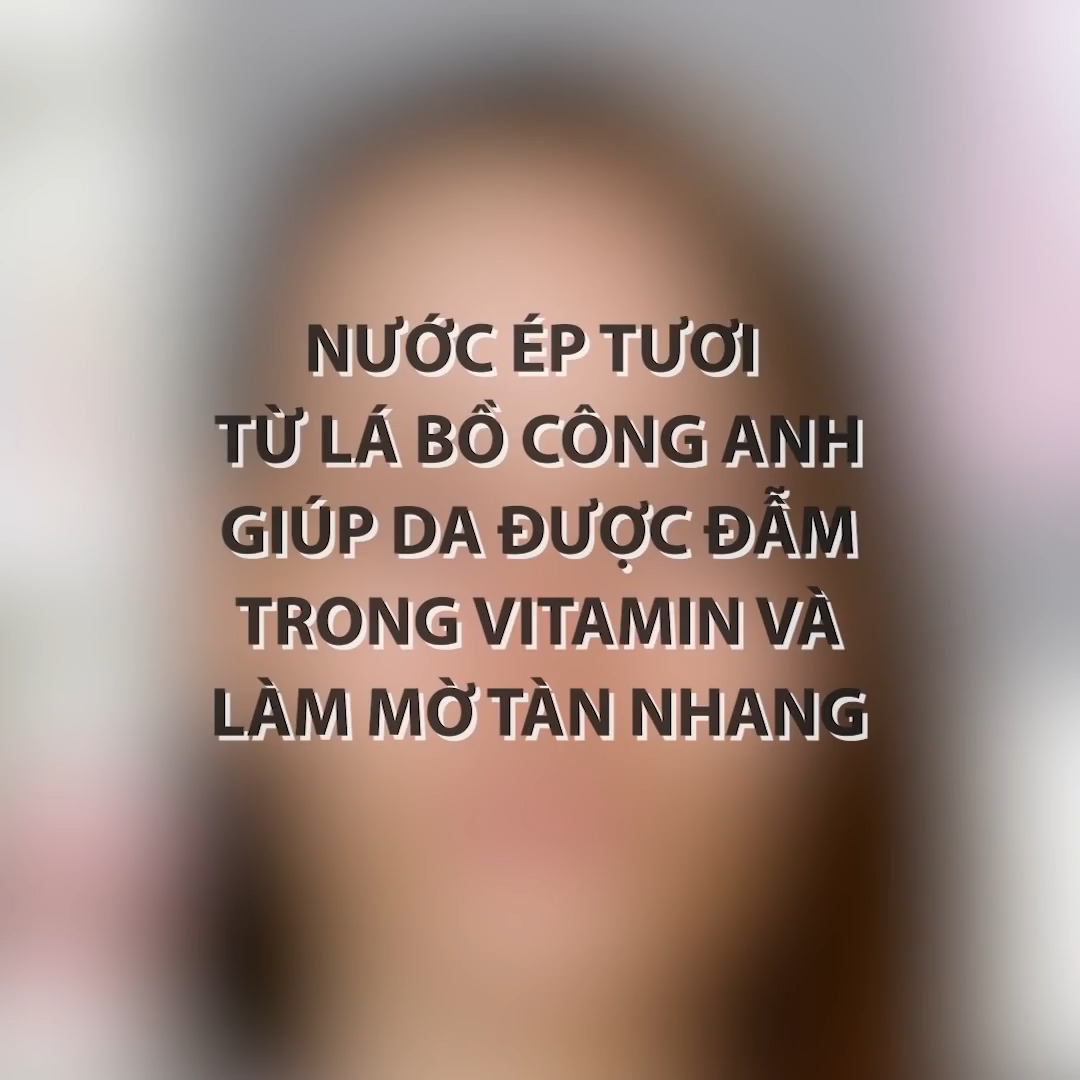 NƯỚC ÉP TƯƠI
TỪ LÁ BỒ CÔNG ANH
GIÚP DA ĐƯỢC ĐẪM
TRONG VITAMIN VÀ
LÀM MỜ TÀN NHANG